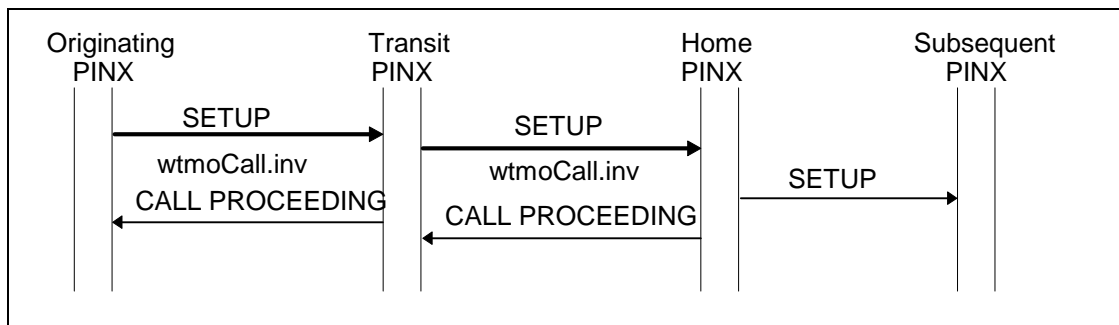 Originating PINX
Transit PINX
Home PINX
Subsequent PINX
SETUP
SETUP
wtmoCall.inv
wtmoCall.inv
SETUP
CALL PROCEEDING
CALL PROCEEDING